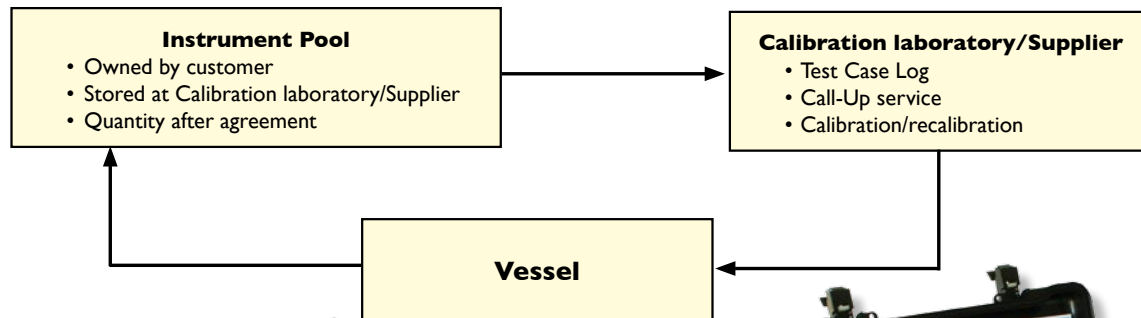 Instrument Pool
• Owned by customer
• Stored at Calibration laboratory/Supplier
• Quantity after agreement
Calibration laboratory/Supplier
• Test Case Log
• Call-Up service
• Calibration/recalibration
Vessel